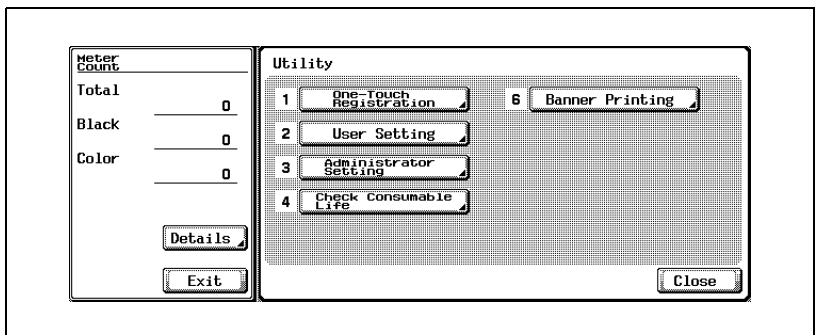 Meter
Count
Total
0
Black
0
Color
0
Details
Exit
Utility
1 One-Touch
Registration
2 User Setting
3 Administrator
Setting
4 Check Consumable
Life
6 Banner Printing
Close